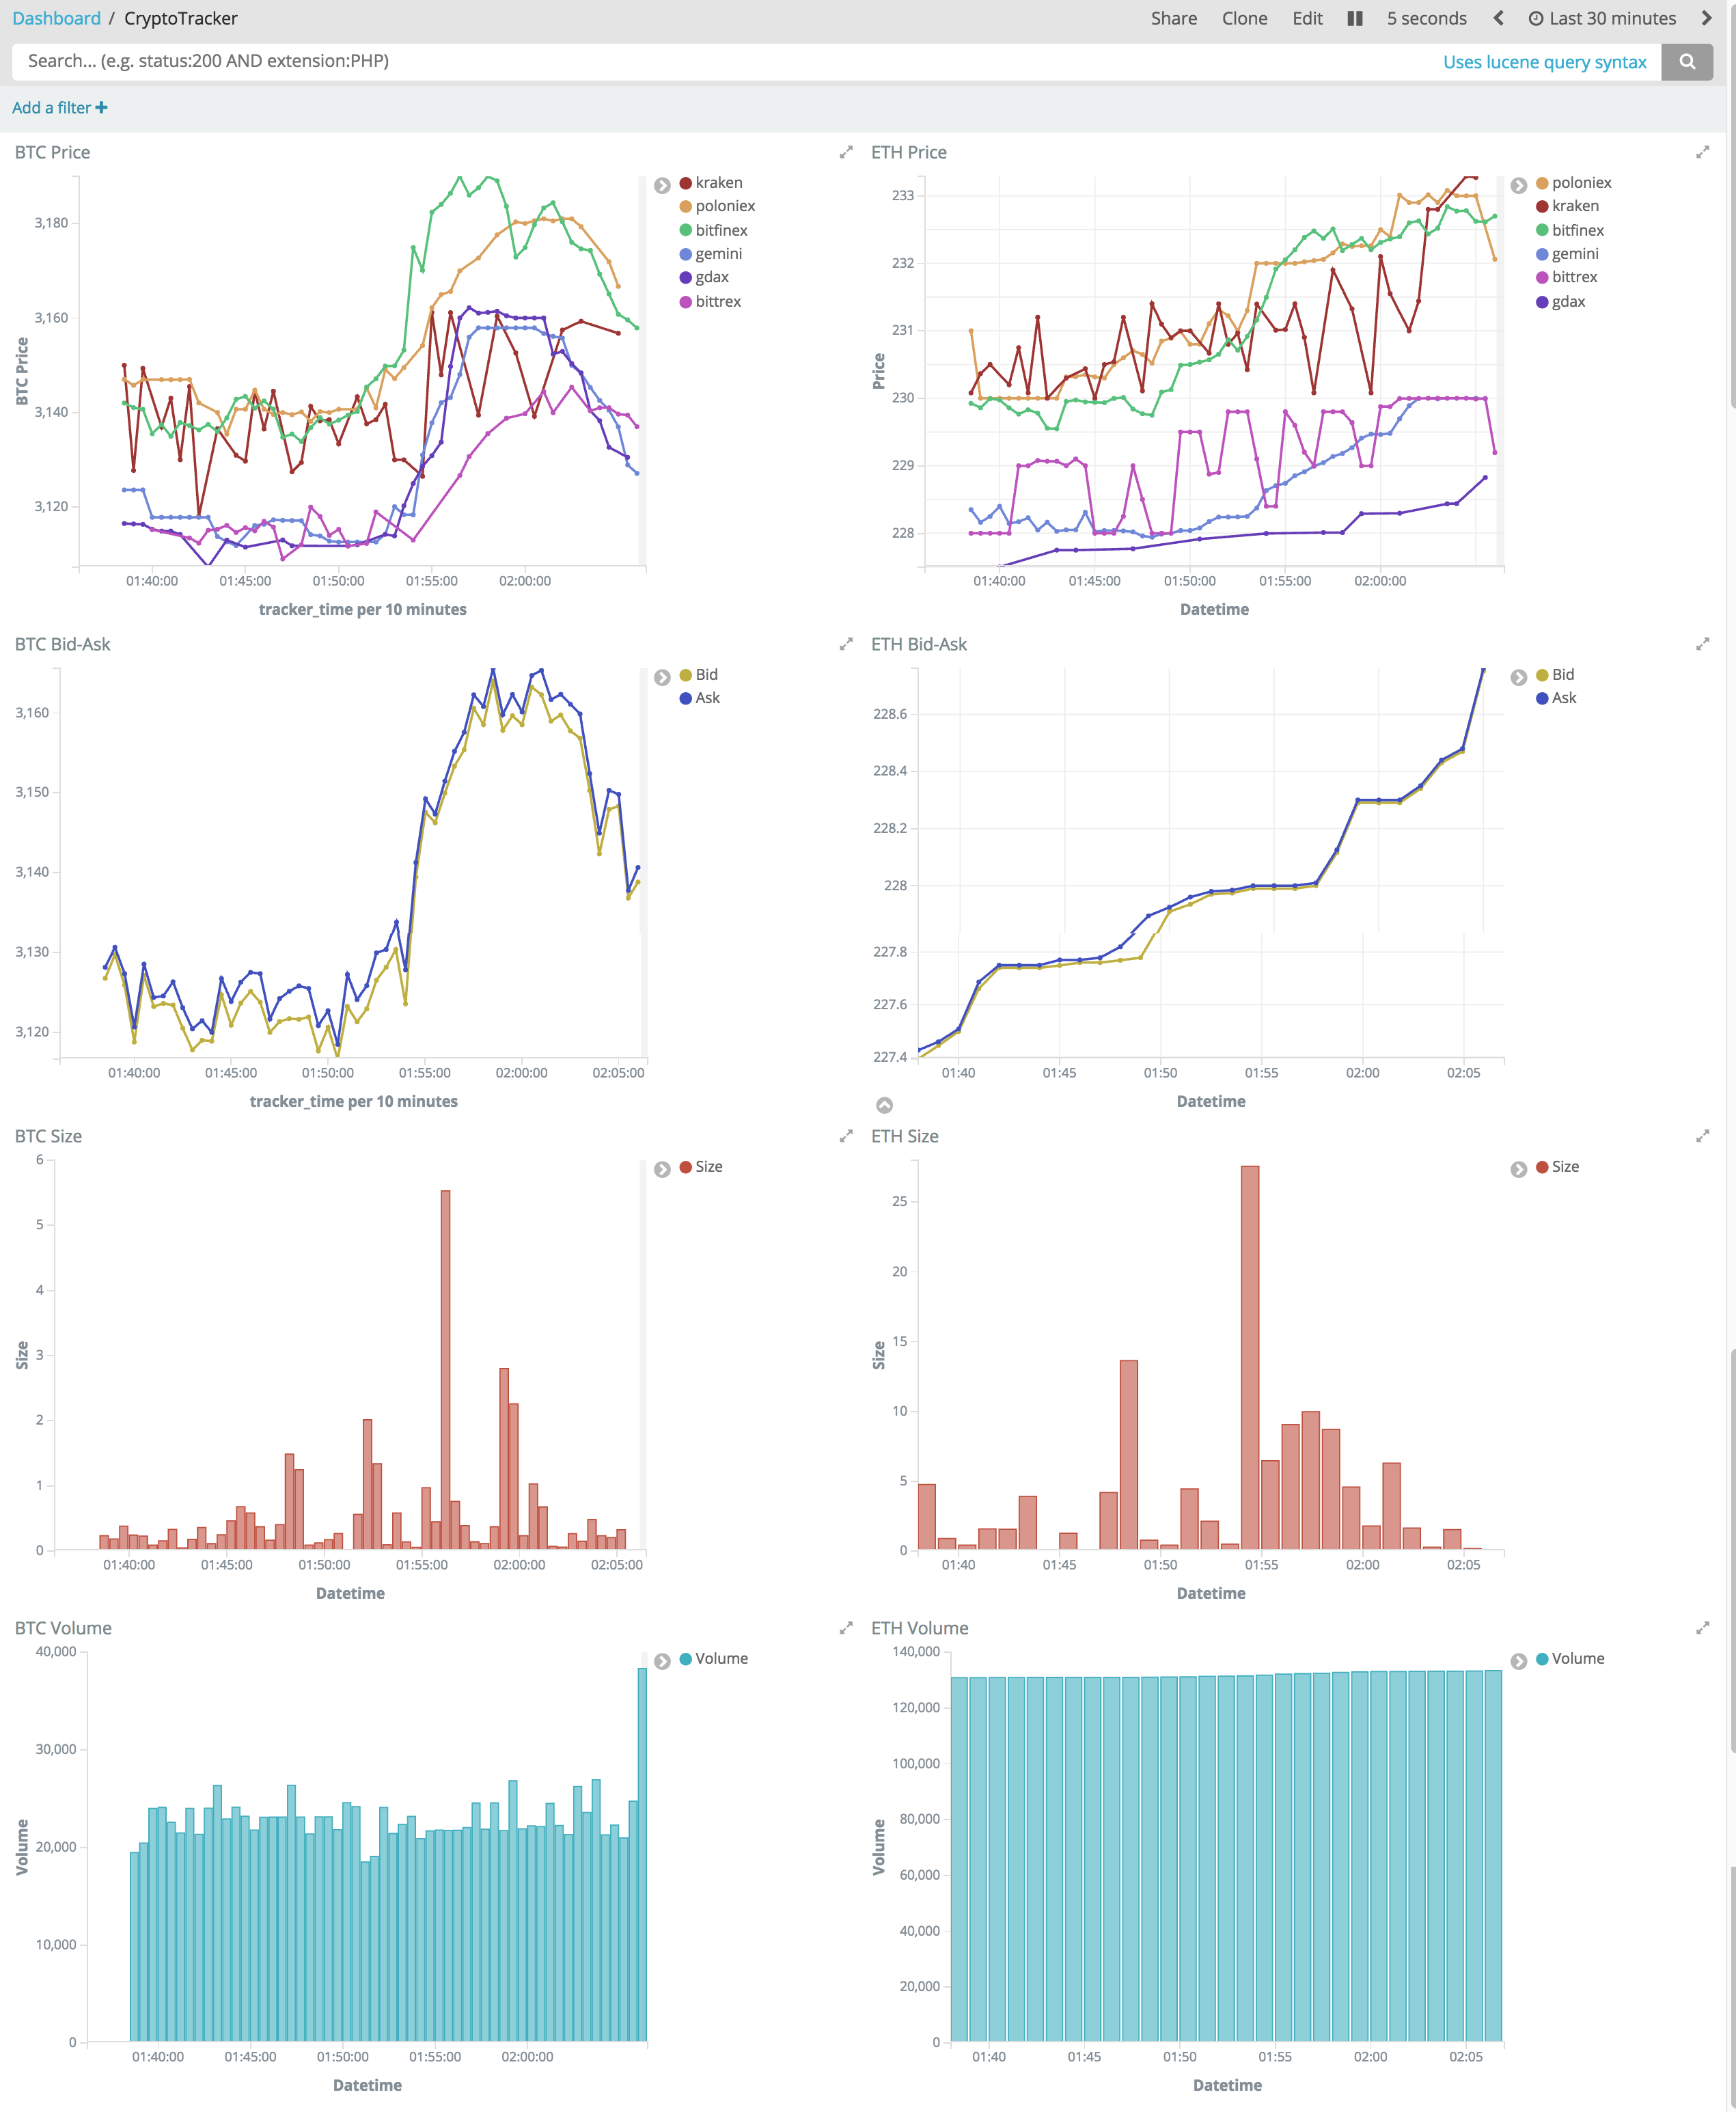 Dashboard / CryptoTracker
Share Clone Edit 5 seconds Last 30 minutes
Search... (e.g. status:200 AND extension:PHP)
Uses lucene query syntax
Add a filter +
BTC Price
3,180
3,160
3,140
3,120
BTC Price
01:40:00 01:45:00 01:50:00 01:55:00 02:00:00
tracker_time per 10 minutes
kraken
poloniex
bitfinex
gemini
gdax
bittrex
ETH Price
233
232
231
230
229
228
Price
01:40:00 01:45:00 01:50:00 01:55:00 02:00:00
Datetime
poloniex
kraken
bitfinex
gemini
bittrex
gdax
BTC Bid-Ask
3,160
3,150
3,140
3,130
3,120
01:40:00 01:45:00 01:50:00 01:55:00 02:00:00 02:05:00
tracker_time per 10 minutes
Bid
Ask
ETH Bid-Ask
228.6
228.4
228.2
228
227.8
227.6
227.4
01:40 01:45 01:50 01:55 02:00 02:05
Datetime
Bid
Ask
BTC Size
6
5
4
3
2
1
0
Size
01:40:00 01:45:00 01:50:00 01:55:00 02:00:00 02:05:00
Datetime
Size
ETH Size
25
20
15
10
5
0
Size
01:40 01:45 01:50 01:55 02:00 02:05
Datetime
Size
BTC Volume
40,000
30,000
20,000
10,000
0
Volume
01:40:00 01:45:00 01:50:00 01:55:00 02:00:00
Datetime
Volume
ETH Volume
140,000
120,000
100,000
80,000
60,000
40,000
20,000
0
Volume
01:40 01:45 01:50 01:55 02:00 02:05
Datetime
Volume